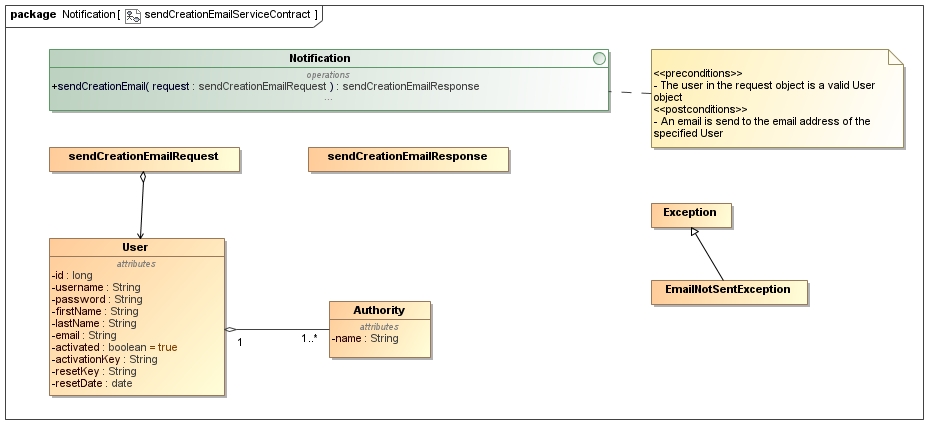 package Notification [ sendCreationEmailServiceContract ]
Notification
operations
+sendCreationEmail( request : sendCreationEmailRequest ) : sendCreationEmailResponse
...
<<preconditions>>
- The user in the request object is a valid User
object
<<postconditions>>
- An email is send to the email address of the
specified User
sendCreationEmailRequest
sendCreationEmailResponse
Exception
EmailNotSentException
User
attributes
-id : long
-username : String
-password : String
-firstName : String
-lastName : String
-email : String
-activated : boolean = true
-activationKey : String
-resetKey : String
-resetDate : date
1
1..*
Authority
attributes
-name : String